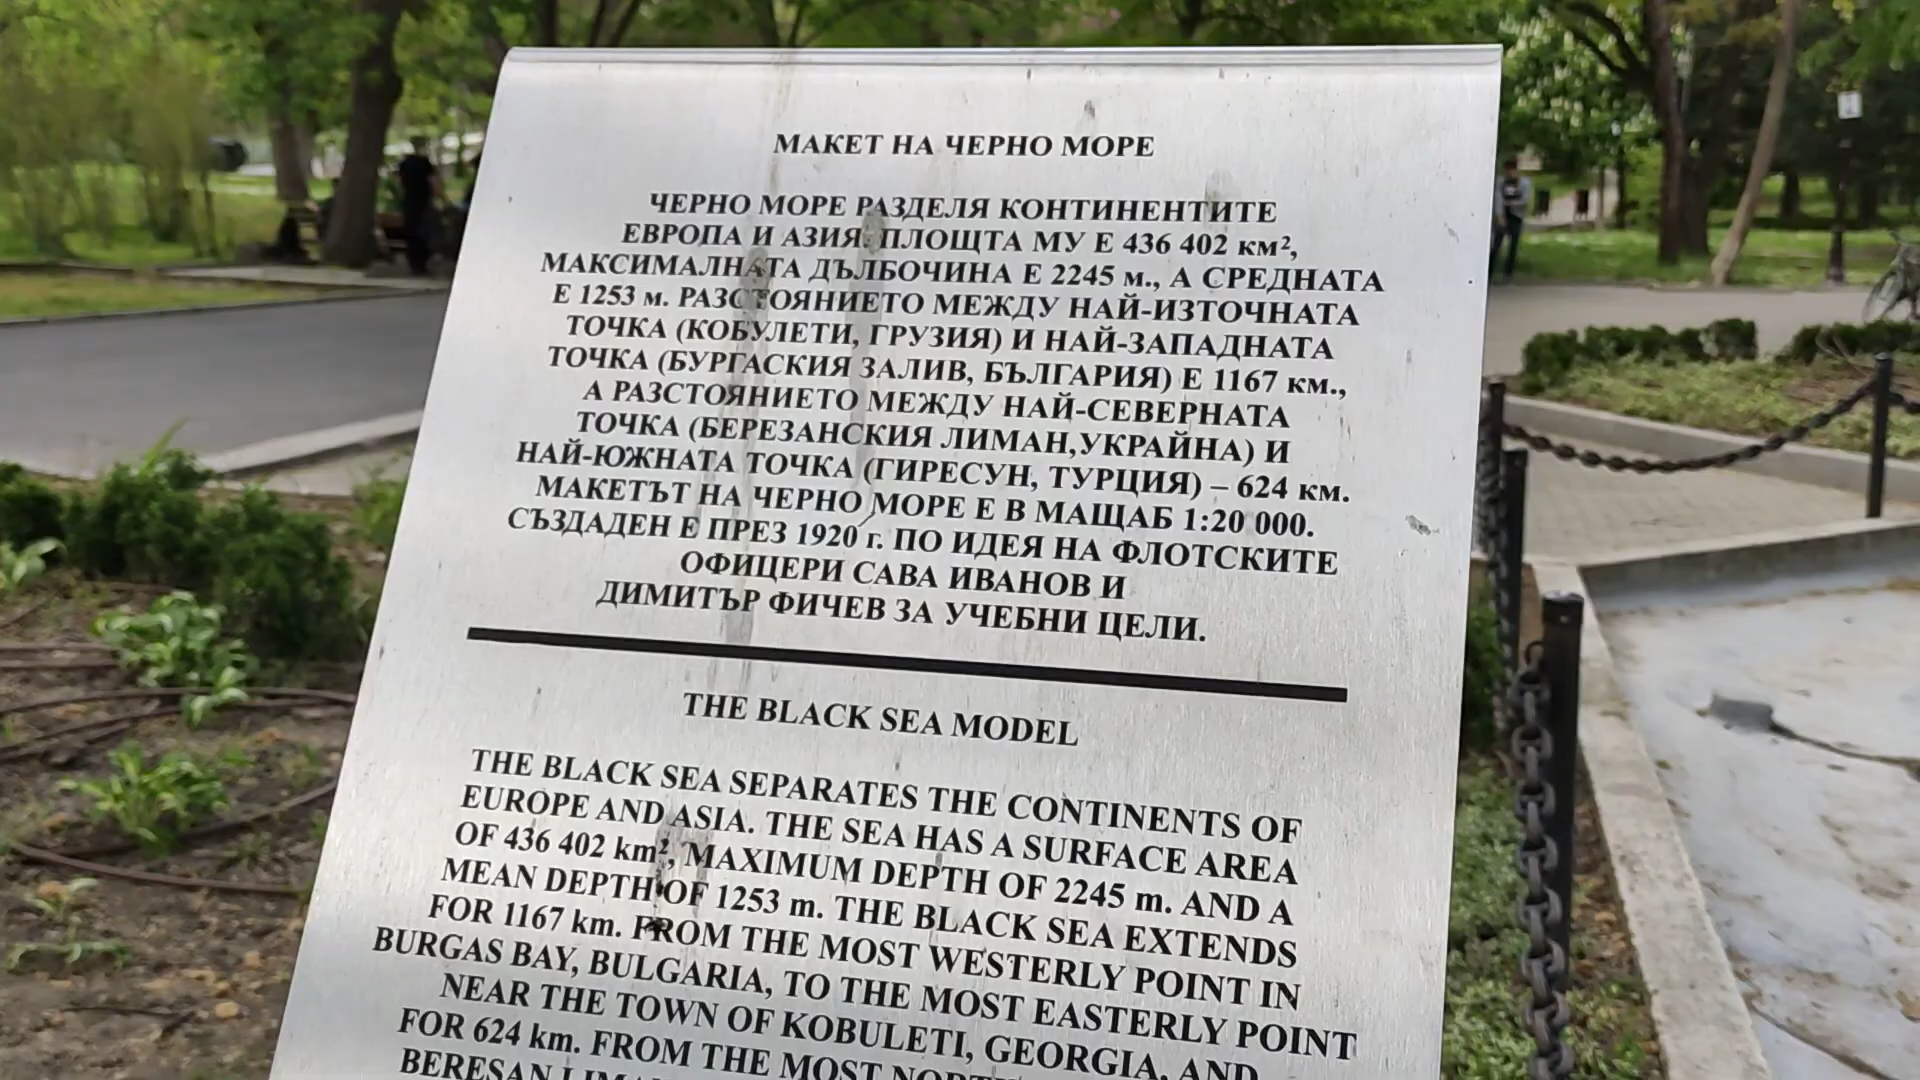 МАКЕТ НА ЧЕРНО МОРЕ
ЧЕРНО МОРЕ РАЗДЕЛЯ КОНТИНЕНТИТЕ
ЕВРОПА И АЗИЯ. ПЛОЩТА МУ Е 436 402 км²,
МАКСИМАЛНАТА ДЪЛБОЧИНА Е 2245 м., А СРЕДНАТА
Е 1253 м. РАЗСТОЯНИЕТО МЕЖДУ НАЙ-ИЗТОЧНАТА
ТОЧКА (КОБУЛЕТИ, ГРУЗИЯ) И НАЙ-ЗАПАДНАТА
ТОЧКА (БУРГАСКИЯ ЗАЛИВ, БЪЛГАРИЯ) Е 1167 км.,
А РАЗСТОЯНИЕТО МЕЖДУ НАЙ-СЕВЕРНАТА
ТОЧКА (БЕРЕЗАНСКИЯ ЛИМАН,УКРАЙНА) И
НАЙ-ЮЖНАТА ТОЧКА (ГИРЕСУН, ТУРЦИЯ) – 624 км.
МАКЕТЪТ НА ЧЕРНО МОРЕ Е В МАЩАБ 1:20 000.
СЪЗДАДЕН Е ПРЕЗ 1920 г. ПО ИДЕЯ НА ФЛОТСКИТЕ
ОФИЦЕРИ САВА ИВАНОВ И
ДИМИТЪР ФИЧЕВ ЗА УЧЕБНИ ЦЕЛИ.
THE BLACK SEA MODEL
THE BLACK SEA SEPARATES THE CONTINENTS OF
EUROPE AND ASIA. THE SEA HAS A SURFACE AREA
OF 436 402 km², MAXIMUM DEPTH OF 2245 m. AND A
MEAN DEPTH OF 1253 m. THE BLACK SEA EXTENDS
FOR 1167 km. FROM THE MOST WESTERLY POINT IN
BURGAS BAY, BULGARIA, TO THE MOST EASTERLY POINT
NEAR THE TOWN OF KOBULETI, GEORGIA, AND
FOR 624 km. FROM THE MOST
BERESAN